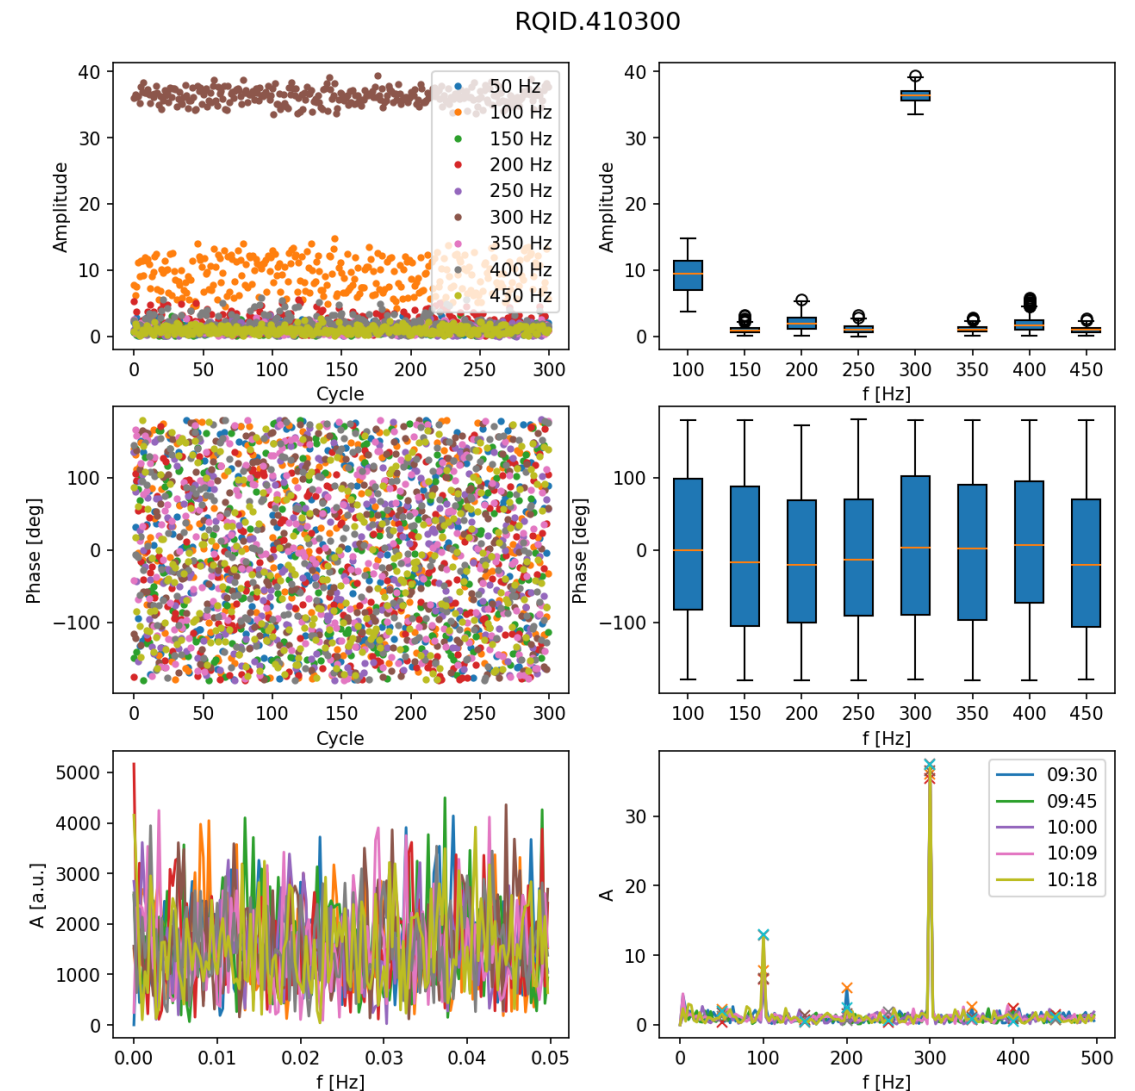 RQID.410300
Amplitude
40
30
20
10
0
50 Hz
100 Hz
150 Hz
200 Hz
250 Hz
300 Hz
350 Hz
400 Hz
450 Hz
0 50 100 150 200 250 300
Cycle
Amplitude
40
30
20
10
0
100 150 200 250 300 350 400 450
f [Hz]
Phase [deg]
100
0
−100
0 50 100 150 200 250 300
Cycle
Phase [deg]
100
0
−100
100 150 200 250 300 350 400 450
f [Hz]
A [a.u.]
5000
4000
3000
2000
1000
0
0.00 0.01 0.02 0.03 0.04 0.05
f [Hz]
A
30
20
10
0
09:30
09:45
10:00
10:09
10:18
0 100 200 300 400 500
f [Hz]